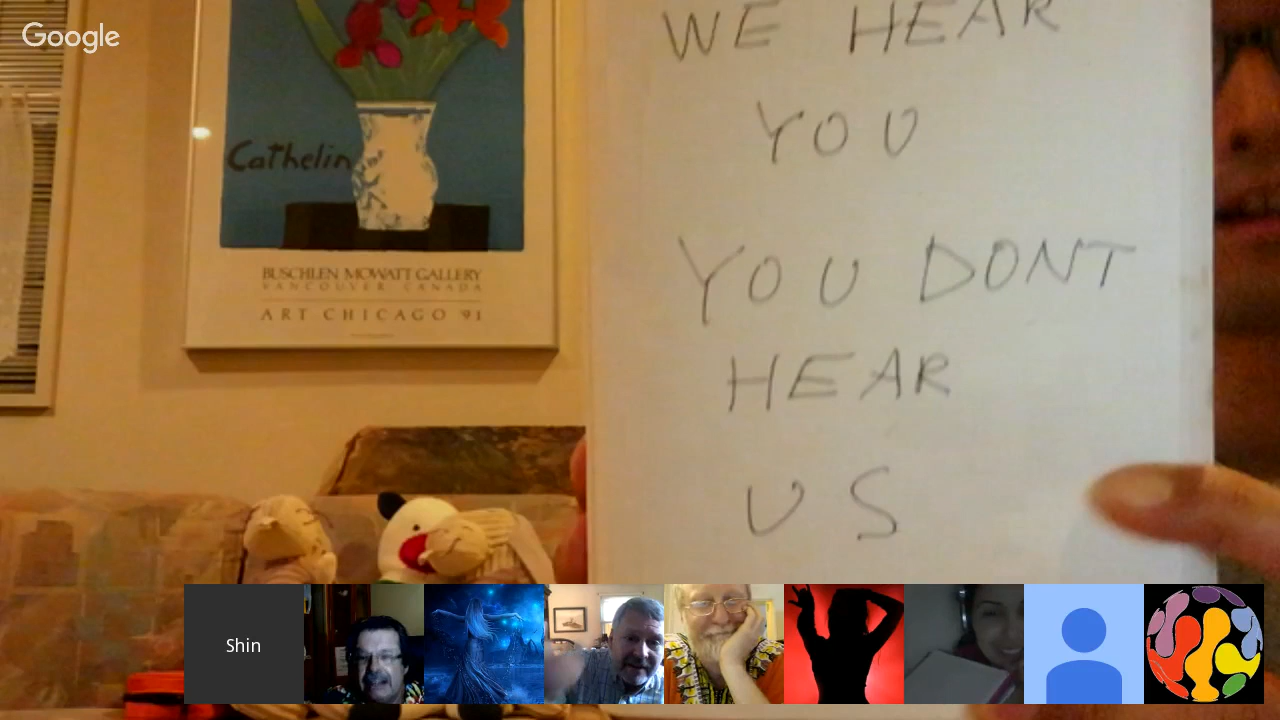 Google
WE HEAR
YOU
YOU DONT
HEAR
US
Cathelin
BUSCHLEN MOWATT GALLERY
VANCOUVER CANADA
ART CHICAGO '91
Shin